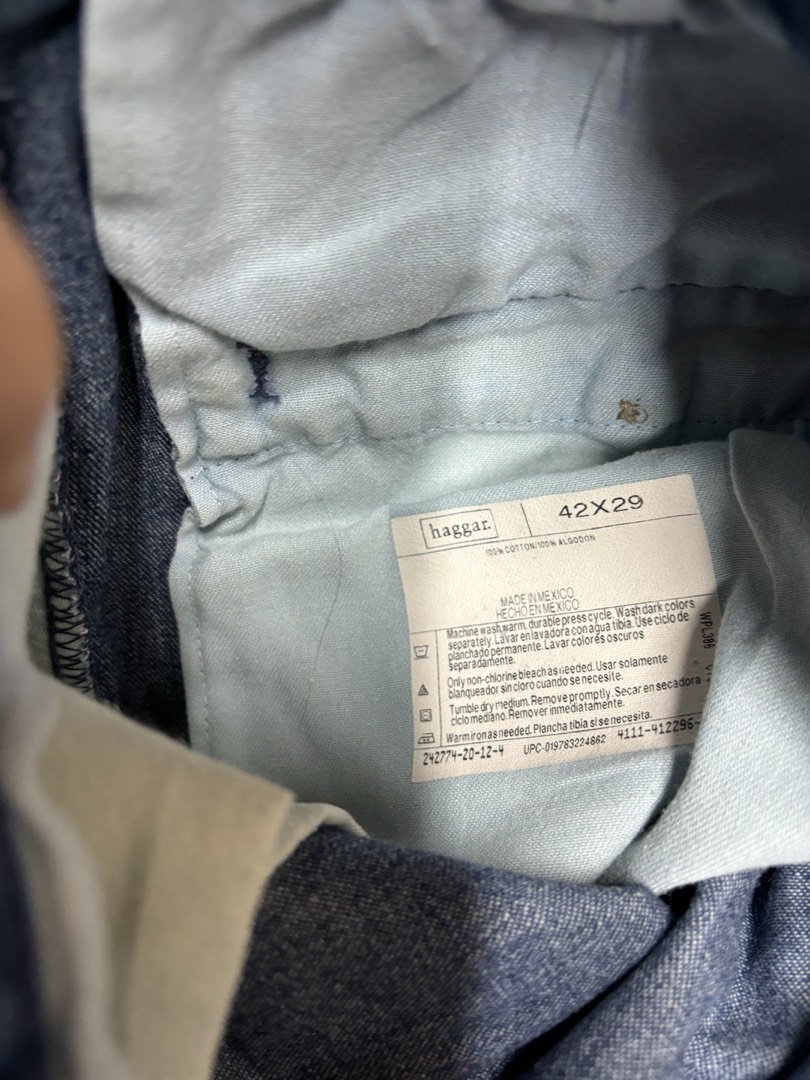 haggar.
42X29
100% COTTON/100% ALGODON
MADE IN MEXICO
HECHO EN MEXICO
Machine wash warm, durable press cycle. Wash dark colors
separately. Lavar en lavadora con agua tibia. Use ciclo de
planchado permanente. Lavar colores oscuros
separadamente.
Only non-chlorine bleach as needed. Usar solamente
blanqueador sin cloro cuando se necesite.
Tumble dry medium. Remove promptly. Secar en secadora
ciclo mediano. Remover inmediatamente.
Warm iron as needed. Plancha tibia si se necesita.
242774-20-12-4 UPC-019783224862 4111-412296-
WPL386